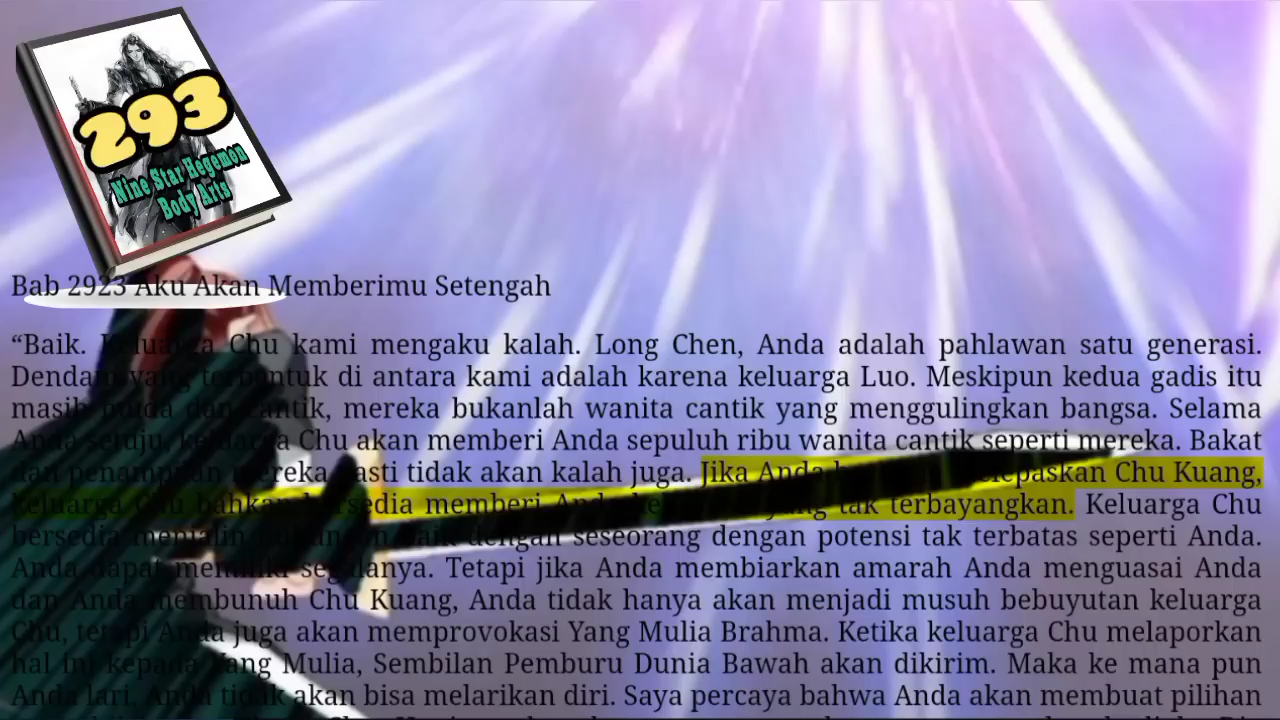 293
Nine Star Hegemon
Body Arts
Bab 2923 Aku Akan Memberimu Setengah
“Baik. Keluarga Chu kami mengaku kalah. Long Chen, Anda adalah pahlawan satu generasi.
Dendam yang terbentuk di antara kami adalah karena keluarga Luo. Meskipun kedua gadis itu
masih muda dan cantik, mereka bukanlah wanita cantik yang menggulingkan bangsa. Selama
Anda setuju, keluarga Chu akan memberi Anda sepuluh ribu wanita cantik seperti mereka. Bakat
dan penampilan mereka pasti tidak akan kalah juga. Jika Anda melepaskan Chu Kuang,
keluarga Chu bahkan bersedia memberi Anda yang tak terbayangkan. Keluarga Chu
bersedia menjalin hubungan baik dengan seseorang dengan potensi tak terbatas seperti Anda.
Anda dapat memiliki segalanya. Tetapi jika Anda membiarkan amarah Anda menguasai Anda
dan Anda membunuh Chu Kuang, Anda tidak hanya akan menjadi musuh bebuyutan keluarga
Chu, tetapi Anda juga akan memprovokasi Yang Mulia Brahma. Ketika keluarga Chu melaporkan
hal ini kepada Yang Mulia, Sembilan Pemburu Dunia Bawah akan dikirim. Maka ke mana pun
Anda lari, Anda tidak akan bisa melarikan diri. Saya percaya bahwa Anda akan membuat pilihan